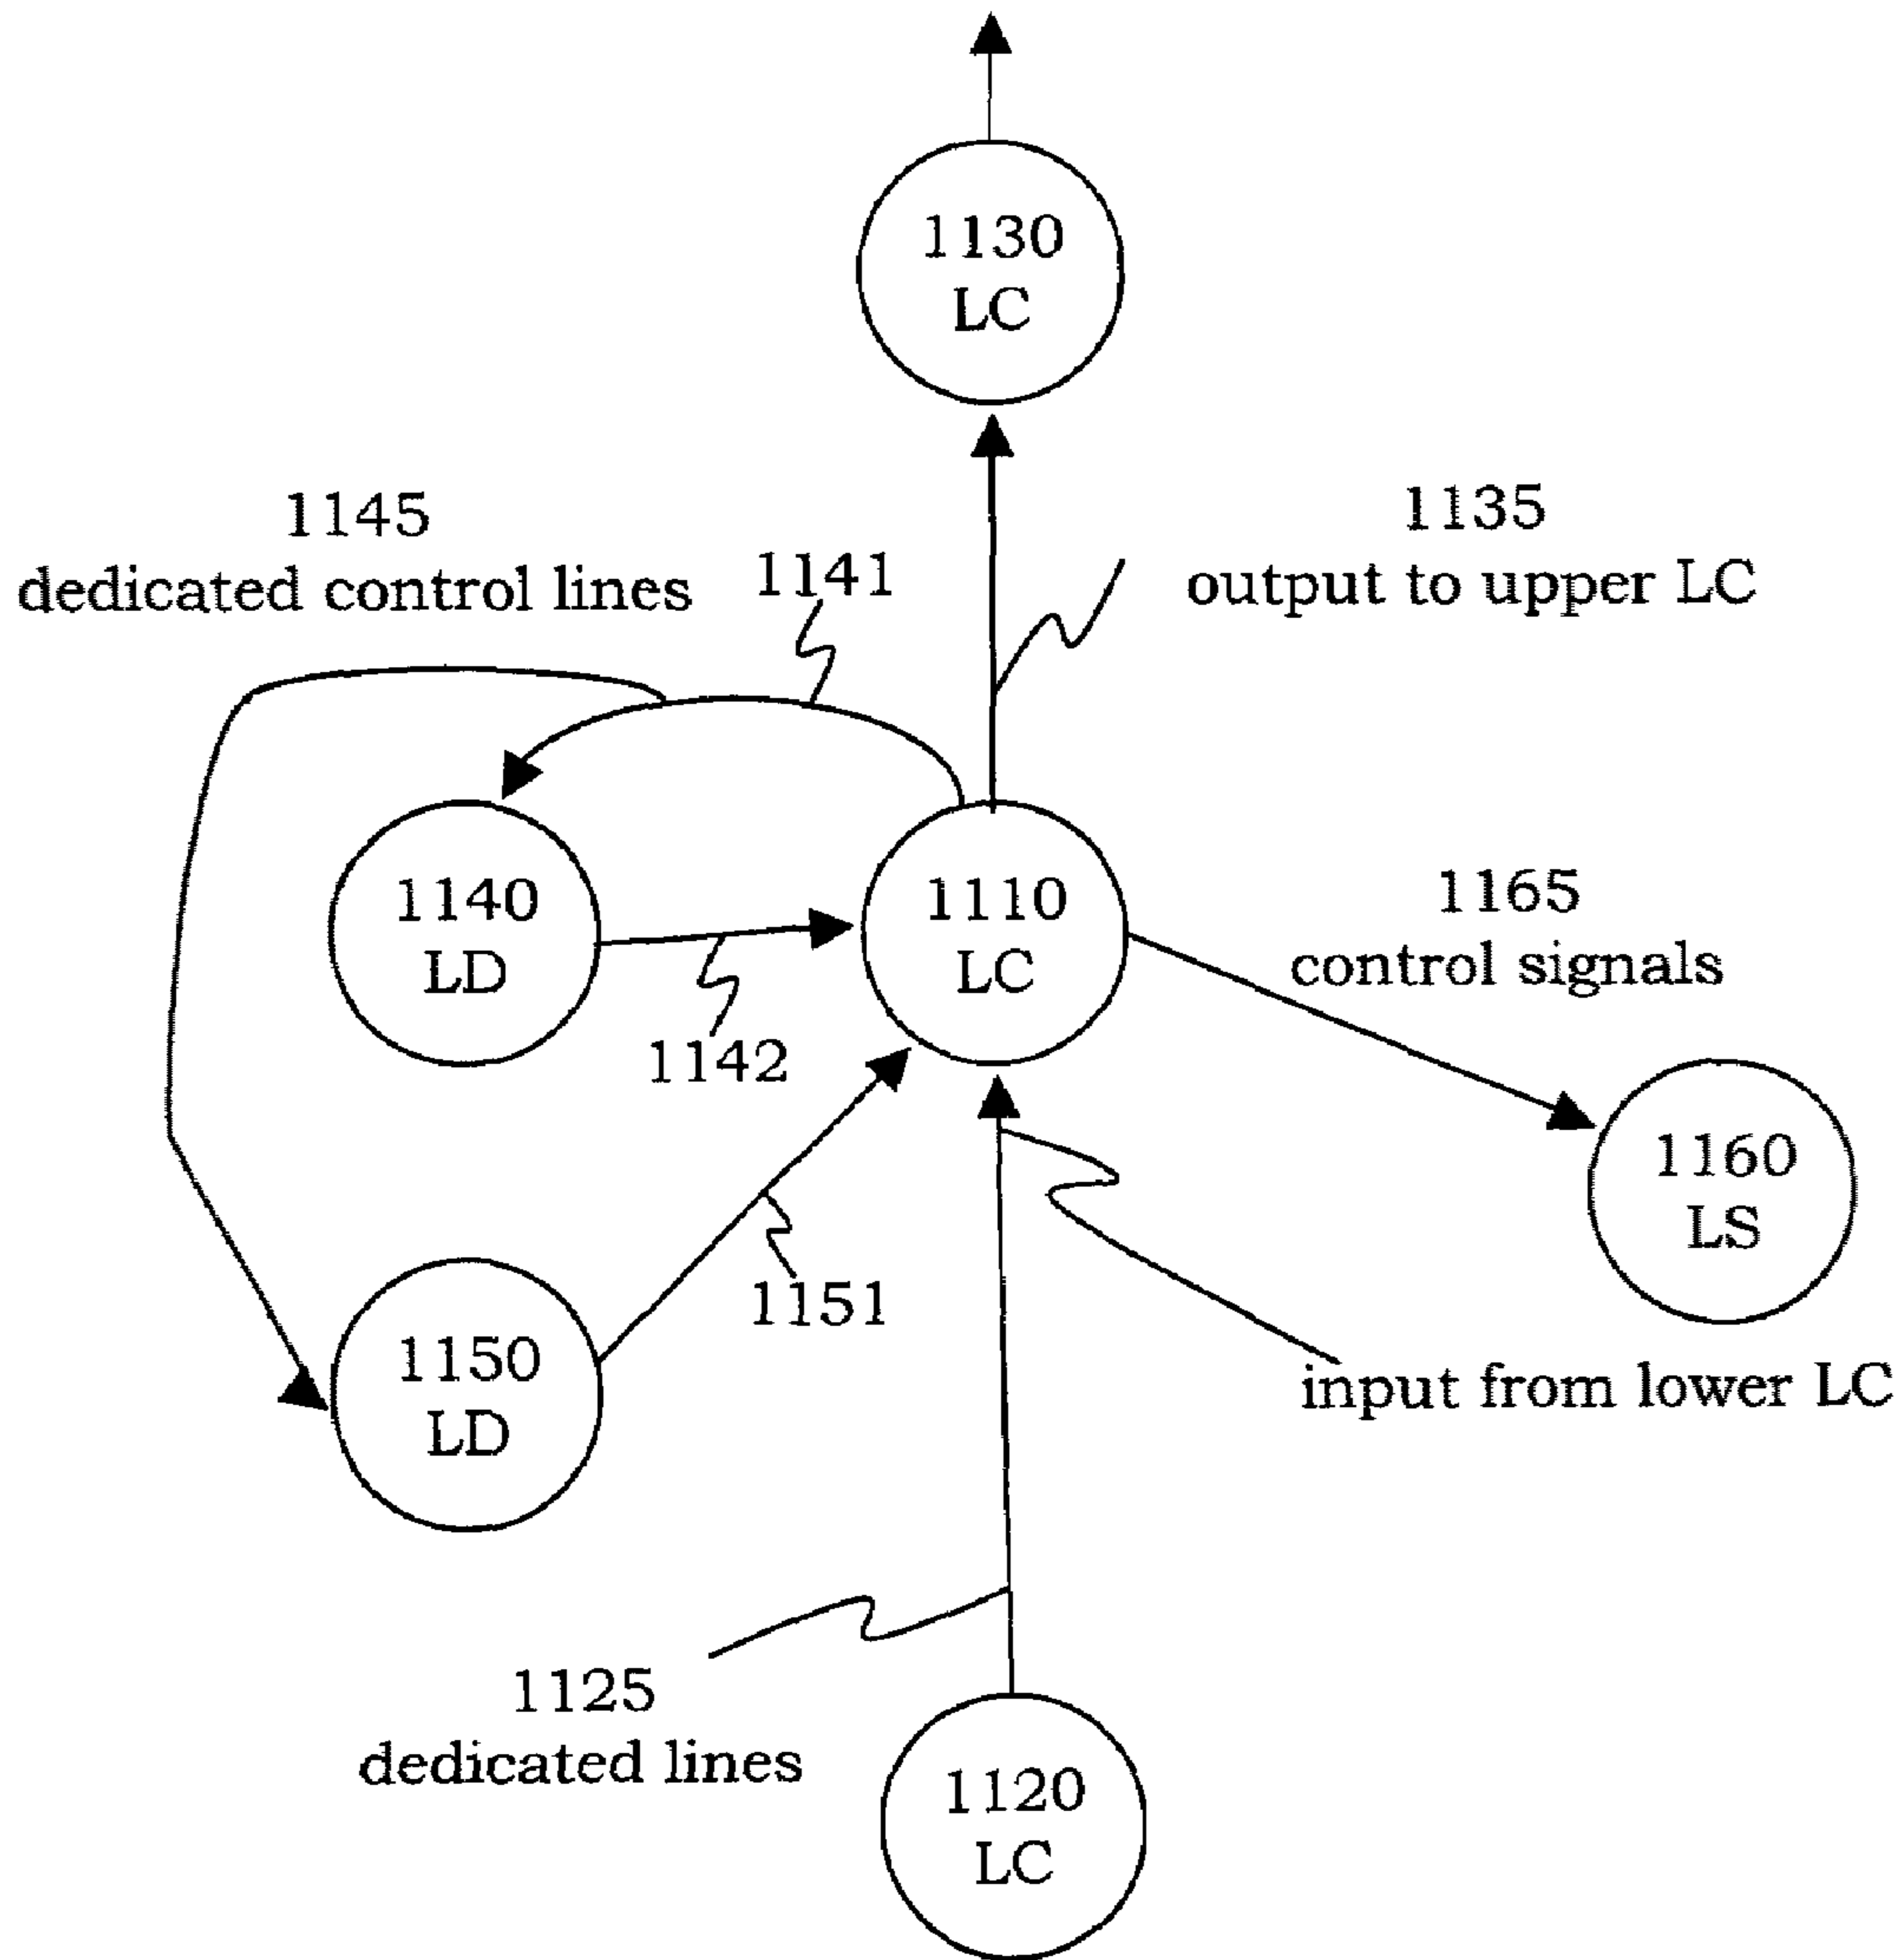 1130
LC
1145
dedicated control lines
1141
1135
output to upper LC
1140
LD
1110
LC
1165
control signals
1142
1160
LS
1151
1150
LD
input from lower LC
1125
dedicated lines
1120
LC